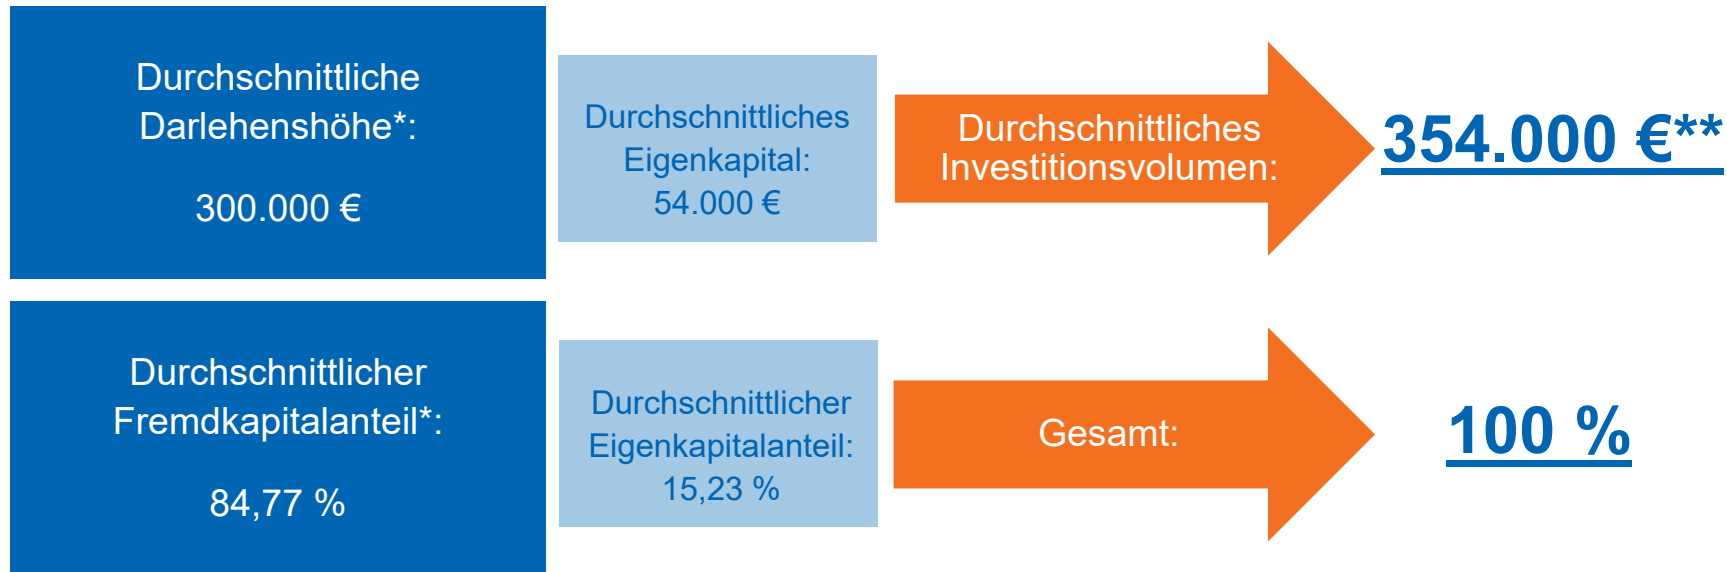 Durchschnittliche
Darlehenshöhe*:
300.000 €
Durchschnittliches
Eigenkapital:
54.000 €
Durchschnittliches
Investitionsvolumen:
354.000 €**
Durchschnittlicher
Fremdkapitalanteil*:
84,77 %
Durchschnittlicher
Eigenkapitalanteil:
15,23 %
Gesamt:
100 %